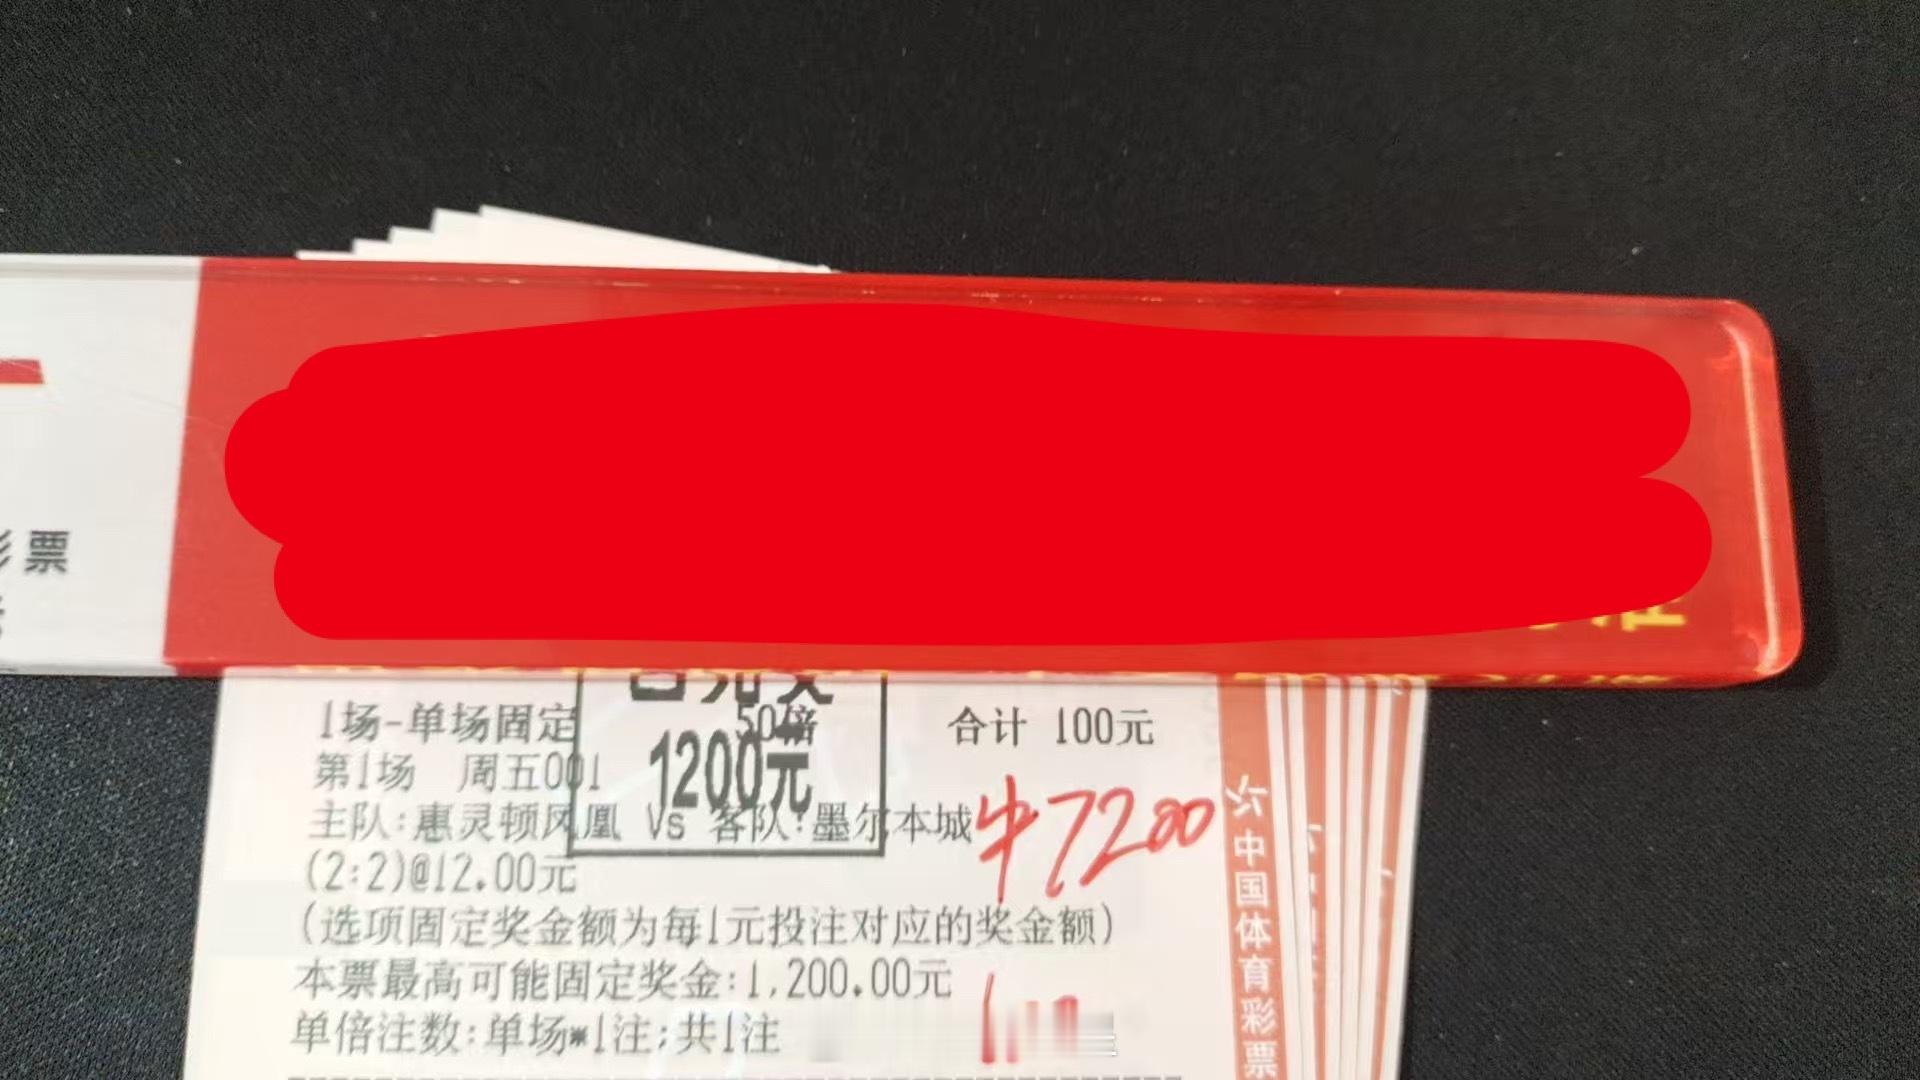 彩票
1场-单场固定 50倍 合计 100元
1200元
第1场 周五001
主队:惠灵顿凤凰 Vs 客队:墨尔本城
中7200
(2:2)@12.00元
(选项固定奖金额为每1元投注对应的奖金额)
本票最高可能固定奖金:1,200.00元
单倍注数:单场*1注;共1注
中国体育彩票